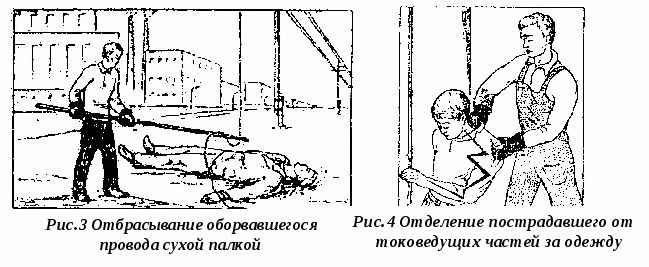 Рис.3 Отбрасывание оборвавшегося
провода сухой палкой
Рис.4 Отделение пострадавшего от
токоведущих частей за одежду